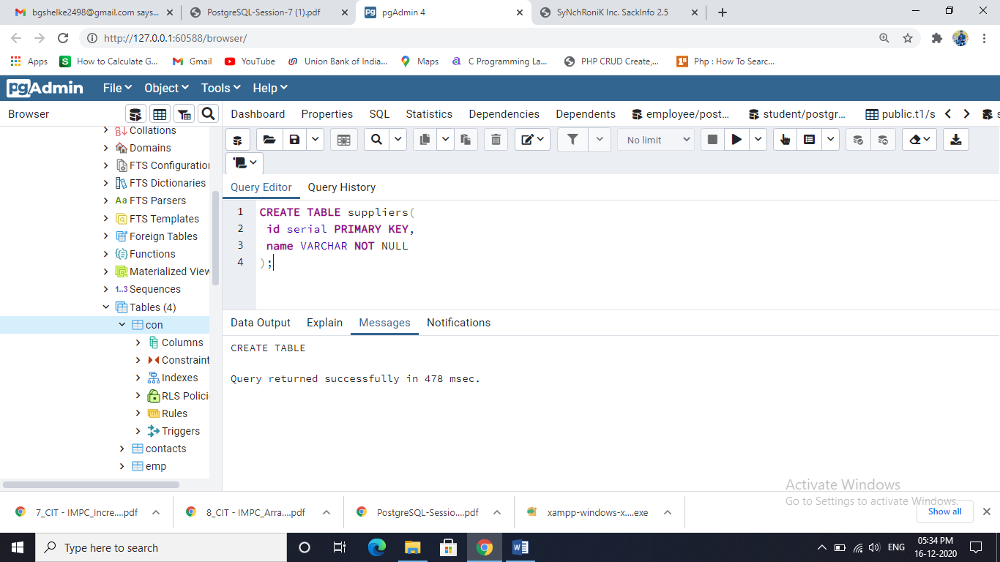 bgshelke2498@gmail.com says...
PostgreSQL-Session-7 (1).pdf
pgAdmin 4
SyNchRoniK Inc. SackInfo 2.5
http://127.0.0.1:60588/browser/
Apps
How to Calculate G...
Gmail
YouTube
Union Bank of India...
Maps
C Programming La...
PHP CRUD Create,...
Php : How To Searc...
pgAdmin
File
Object
Tools
Help
Browser
Dashboard
Properties
SQL
Statistics
Dependencies
Dependents
employee/post...
student/postgr...
public.t1/s
s
No limit
Collations
Domains
FTS Configuration
FTS Dictionaries
Aa FTS Parsers
FTS Templates
Foreign Tables
Functions
Materialized View
1..3 Sequences
Tables (4)
con
Columns
Constraint
Indexes
RLS Polici
Rules
Triggers
contacts
emp
Query Editor
Query History
1 CREATE TABLE suppliers(
2 id serial PRIMARY KEY,
3 name VARCHAR NOT NULL
4 );
Data Output
Explain
Messages
Notifications
CREATE TABLE
Query returned successfully in 478 msec.
Activate Windows
Go to Settings to activate Windows.
7_CIT - IMPC_Incre....pdf
8_CIT - IMPC_Arra....pdf
PostgreSQL-Sessio....pdf
xampp-windows-x....exe
Show all
Type here to search
ENG
05:34 PM
16-12-2020